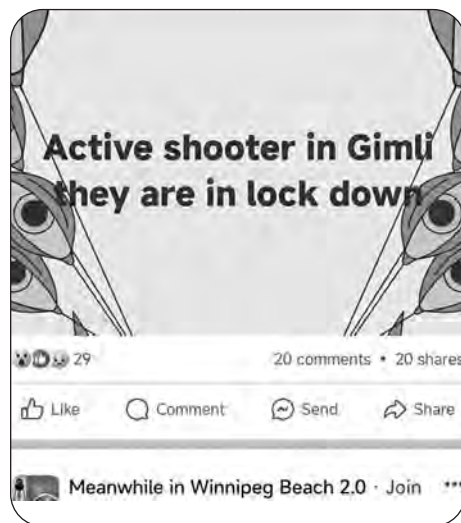 Active shooter in Gimli
they are in lock down
29
20 comments • 20 shares
Like Comment Send Share
Meanwhile in Winnipeg Beach 2.0 · Join ...